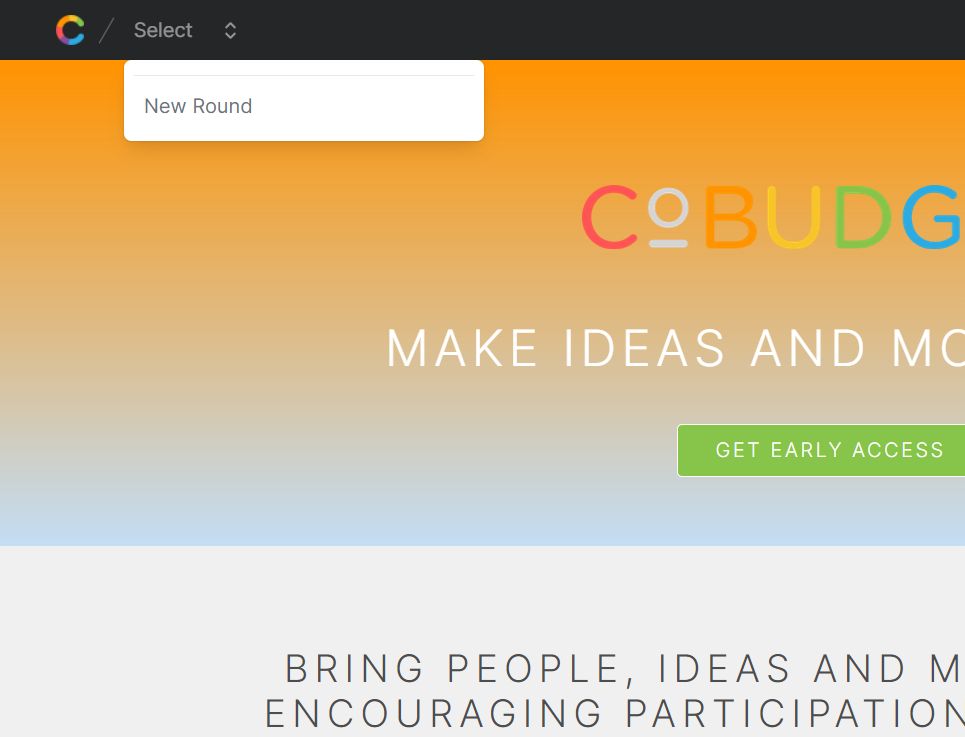 Select
New Round
COBUDG
MAKE IDEAS AND MO
GET EARLY ACCESS
BRING PEOPLE, IDEAS AND M
ENCOURAGING PARTICIPATION